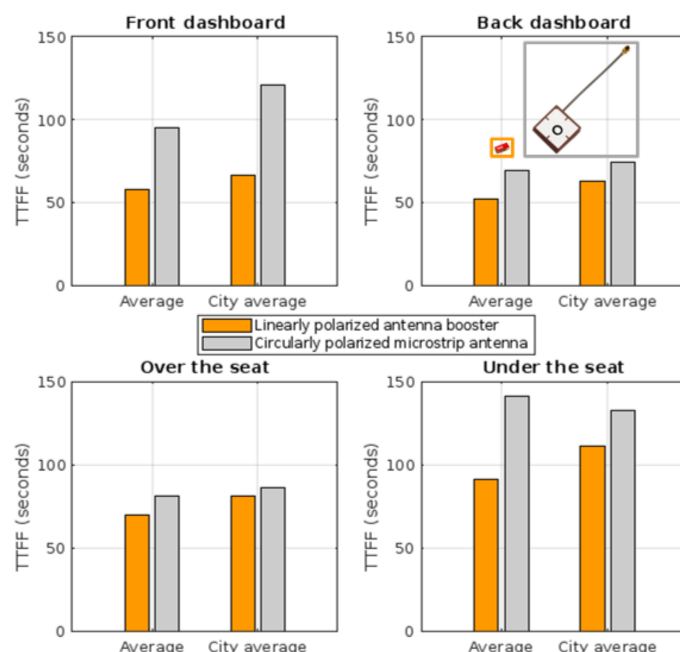 Front dashboard
150
100
50
0
TTFF (seconds)
Average
City average
Back dashboard
150
100
50
0
TTFF (seconds)
Average
City average
Linearly polarized antenna booster
Circularly polarized microstrip antenna
Over the seat
150
100
50
0
TTFF (seconds)
Average
City average
Under the seat
150
100
50
0
TTFF (seconds)
Average
City average